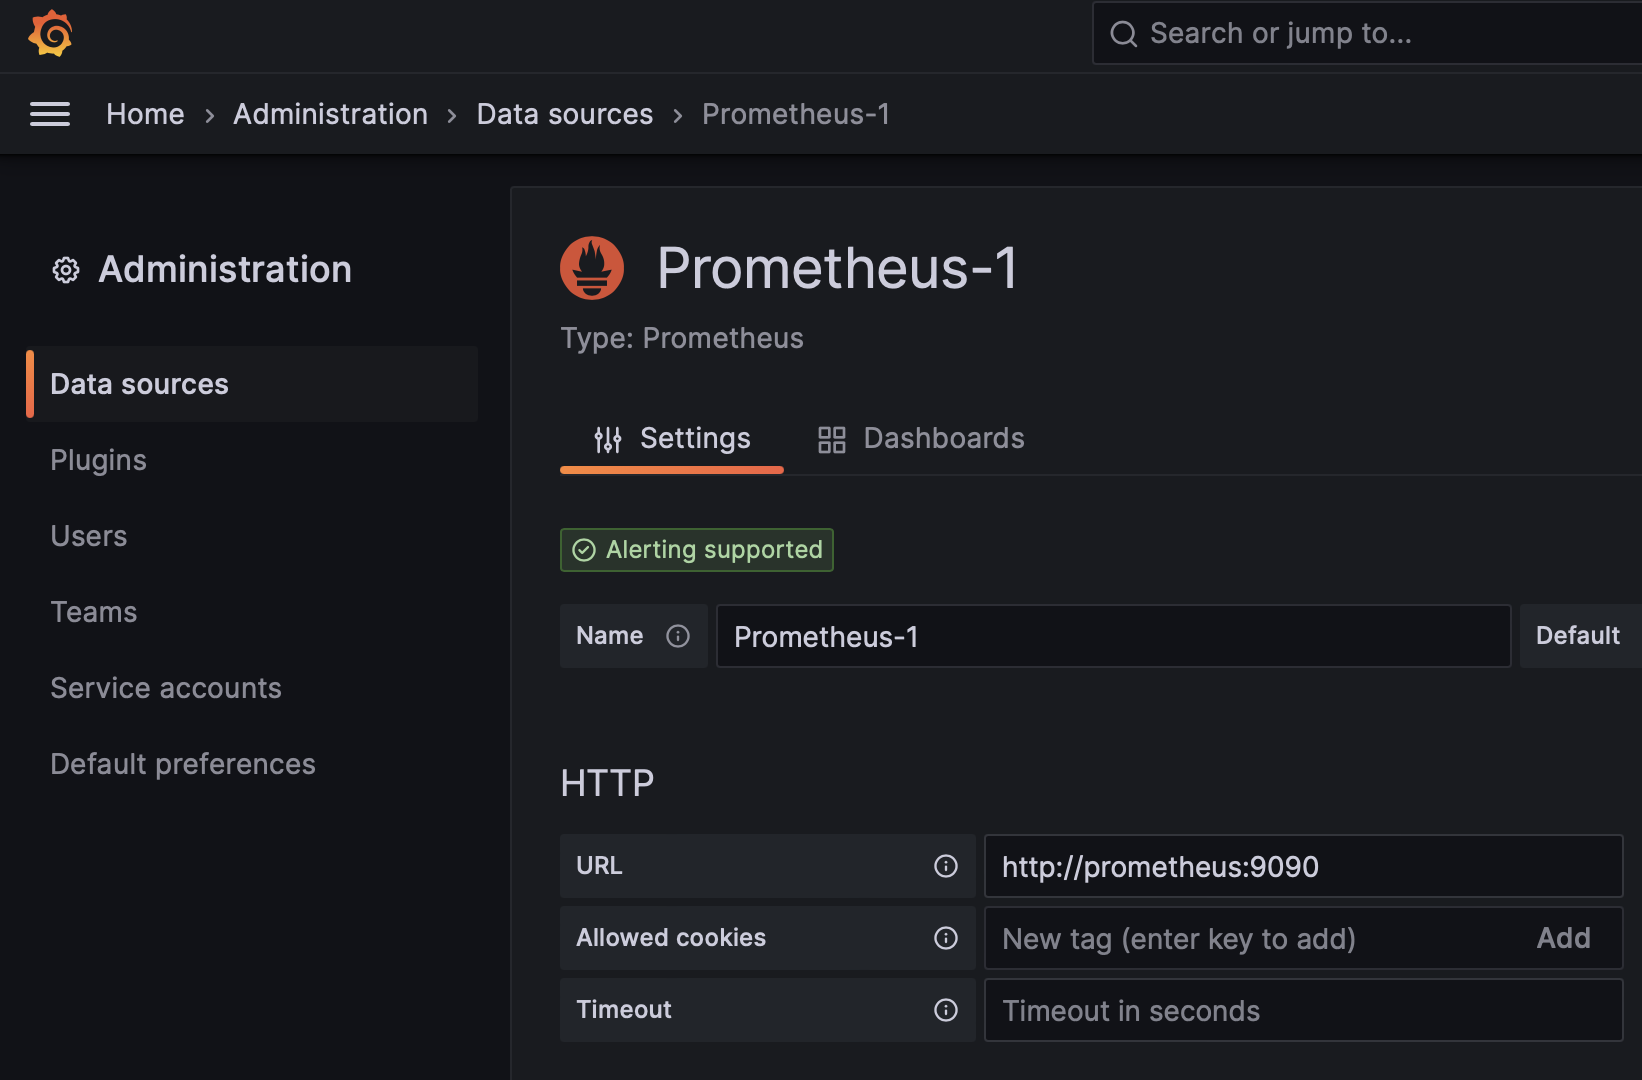 Search or jump to...
Home › Administration › Data sources › Prometheus-1
Administration
Data sources
Plugins
Users
Teams
Service accounts
Default preferences
Prometheus-1
Type: Prometheus
Settings
Dashboards
Alerting supported
Name
Prometheus-1
Default
HTTP
URL
http://prometheus:9090
Allowed cookies
New tag (enter key to add)
Add
Timeout
Timeout in seconds